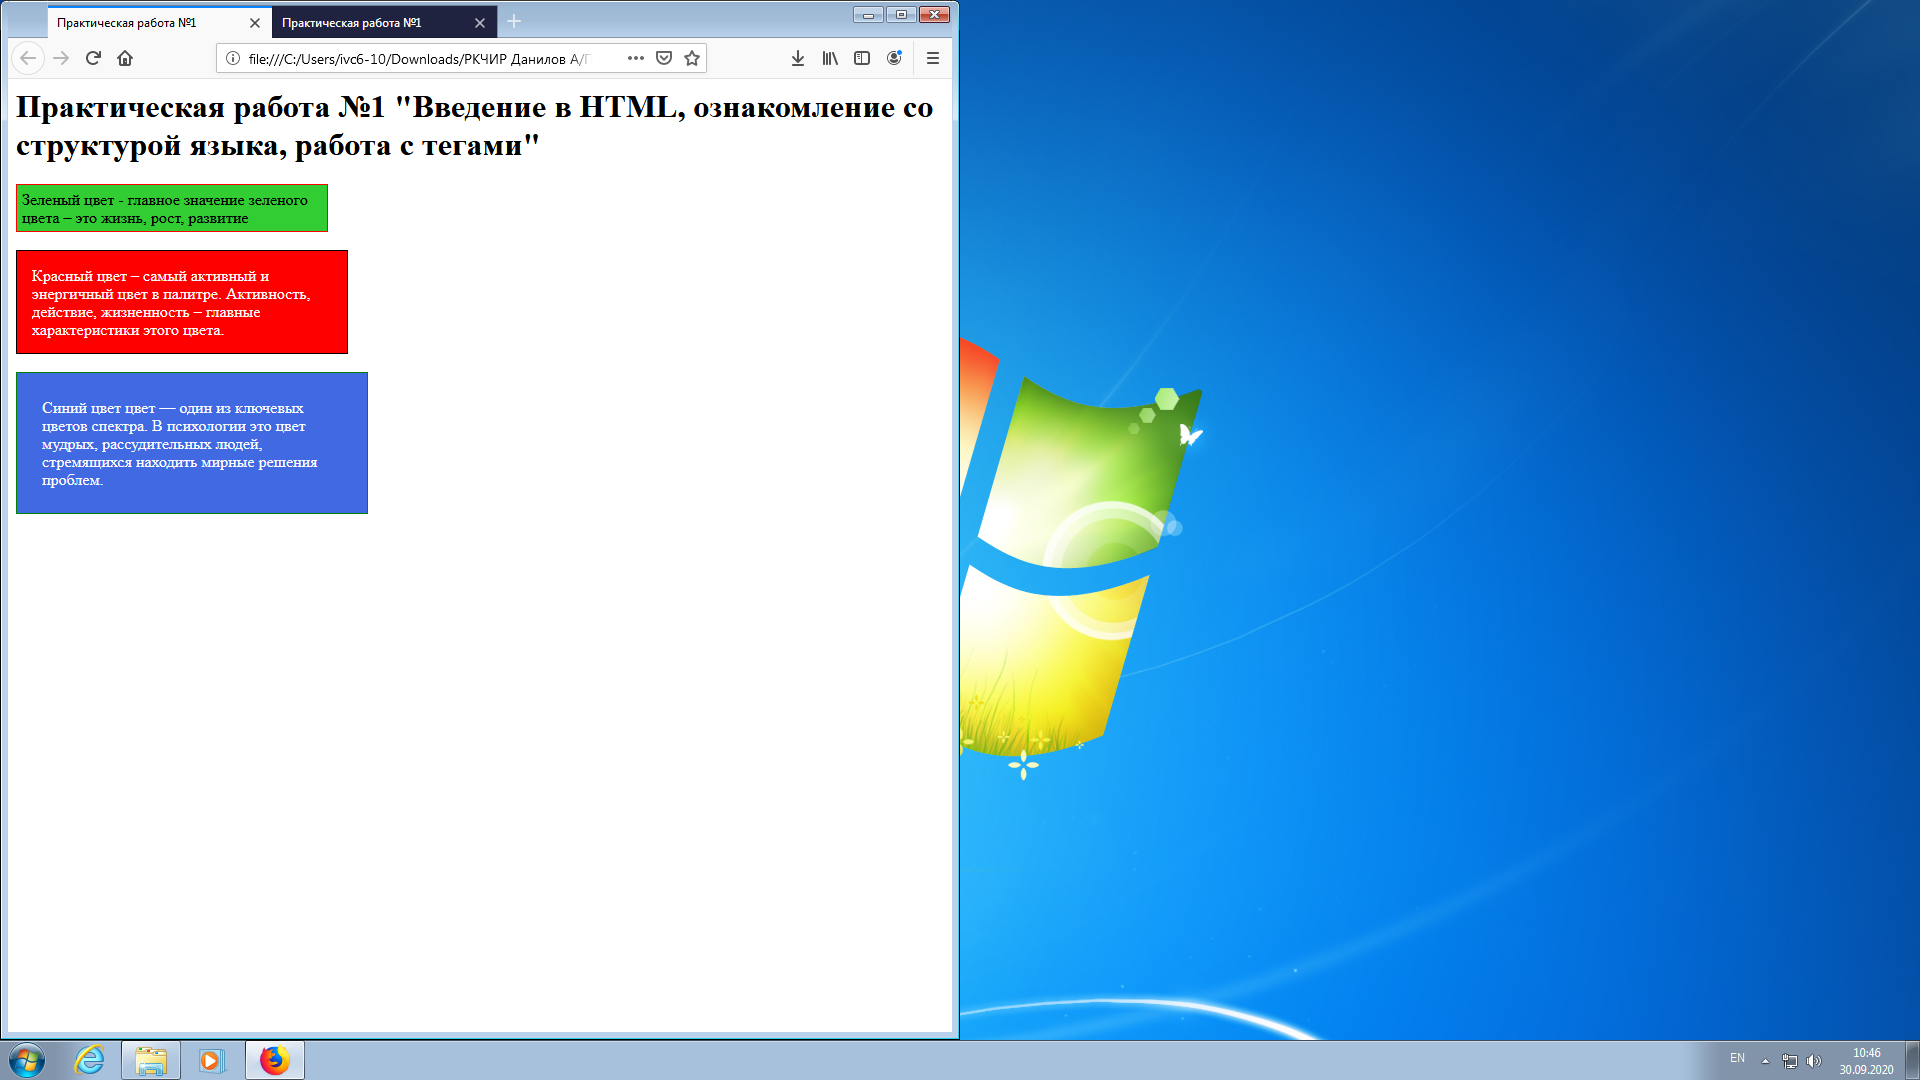 Практическая работа №1
Практическая работа №1
file:///C:/Users/ivc6-10/Downloads/РКЧИР Данилов А/
Практическая работа №1 "Введение в HTML, ознакомление со
структурой языка, работа с тегами"
Зеленый цвет - главное значение зеленого
цвета – это жизнь, рост, развитие
Красный цвет – самый активный и
энергичный цвет в палитре. Активность,
действие, жизненность – главные
характеристики этого цвета.
Синий цвет цвет — один из ключевых
цветов спектра. В психологии это цвет
мудрых, рассудительных людей,
стремящихся находить мирные решения
проблем.
EN
10:46
30.09.2020